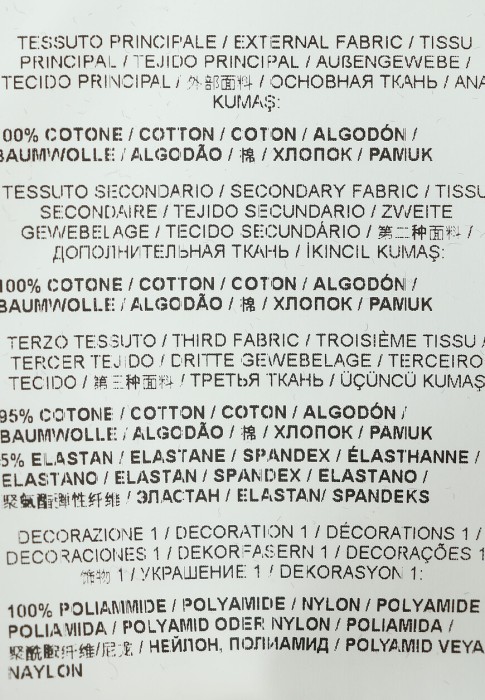 TESSUTO PRINCIPALE / EXTERNAL FABRIC / TISSU
PRINCIPAL / TEJIDO PRINCIPAL / AUßENGEWEBE /
TECIDO PRINCIPAL / 外部面料 / ОСНОВНАЯ ТКАНЬ / ANA
KUMAŞ:
100% COTONE / COTTON / COTON / ALGODÓN /
BAUMWOLLE / ALGODÃO / 棉 / ХЛОПОК / PAMUK
TESSUTO SECONDARIO / SECONDARY FABRIC / TISSU
SECONDAIRE / TEJIDO SECUNDARIO / ZWEITE
GEWEBELAGE / TECIDO SECUNDÁRIO / 第二种面料 /
ДОПОЛНИТЕЛЬНАЯ ТКАНЬ / İKINCIL KUMAŞ:
100% COTONE / COTTON / COTON / ALGODÓN /
BAUMWOLLE / ALGODÃO / 棉 / ХЛОПОК / PAMUK
TERZO TESSUTO / THIRD FABRIC / TROISIÈME TISSU /
TERCER TEJIDO / DRITTE GEWEBELAGE / TERCEIRO
TECIDO / 第三种面料 / ТРЕТЬЯ ТКАНЬ / ÜÇÜNCÜ KUMAŞ
95% COTONE / COTTON / COTON / ALGODÓN /
BAUMWOLLE / ALGODÃO / 棉 / ХЛОПОК / PAMUK
5% ELASTAN / ELASTANE / SPANDEX / ÉLASTHANNE /
ELASTANO / ELASTAN / SPANDEX / ELASTANO /
聚氨酯弹性纤维 / ЭЛАСТАН / ELASTAN/ SPANDEKS
DECORAZIONE 1 / DECORATION 1 / DÉCORATIONS 1 /
DECORACIONES 1 / DEKORFASERN 1 / DECORAÇÕES 1
饰物 1 / УКРАШЕНИЕ 1 / DEKORASYON 1:
100% POLIAMMIDE / POLYAMIDE / NYLON / POLYAMIDE
POLIAMIDA / POLYAMID ODER NYLON / POLIAMIDA /
聚酰胺纤维/尼龙 / НЕЙЛОН, ПОЛИАМИД / POLYAMID VEYA
NAYLON